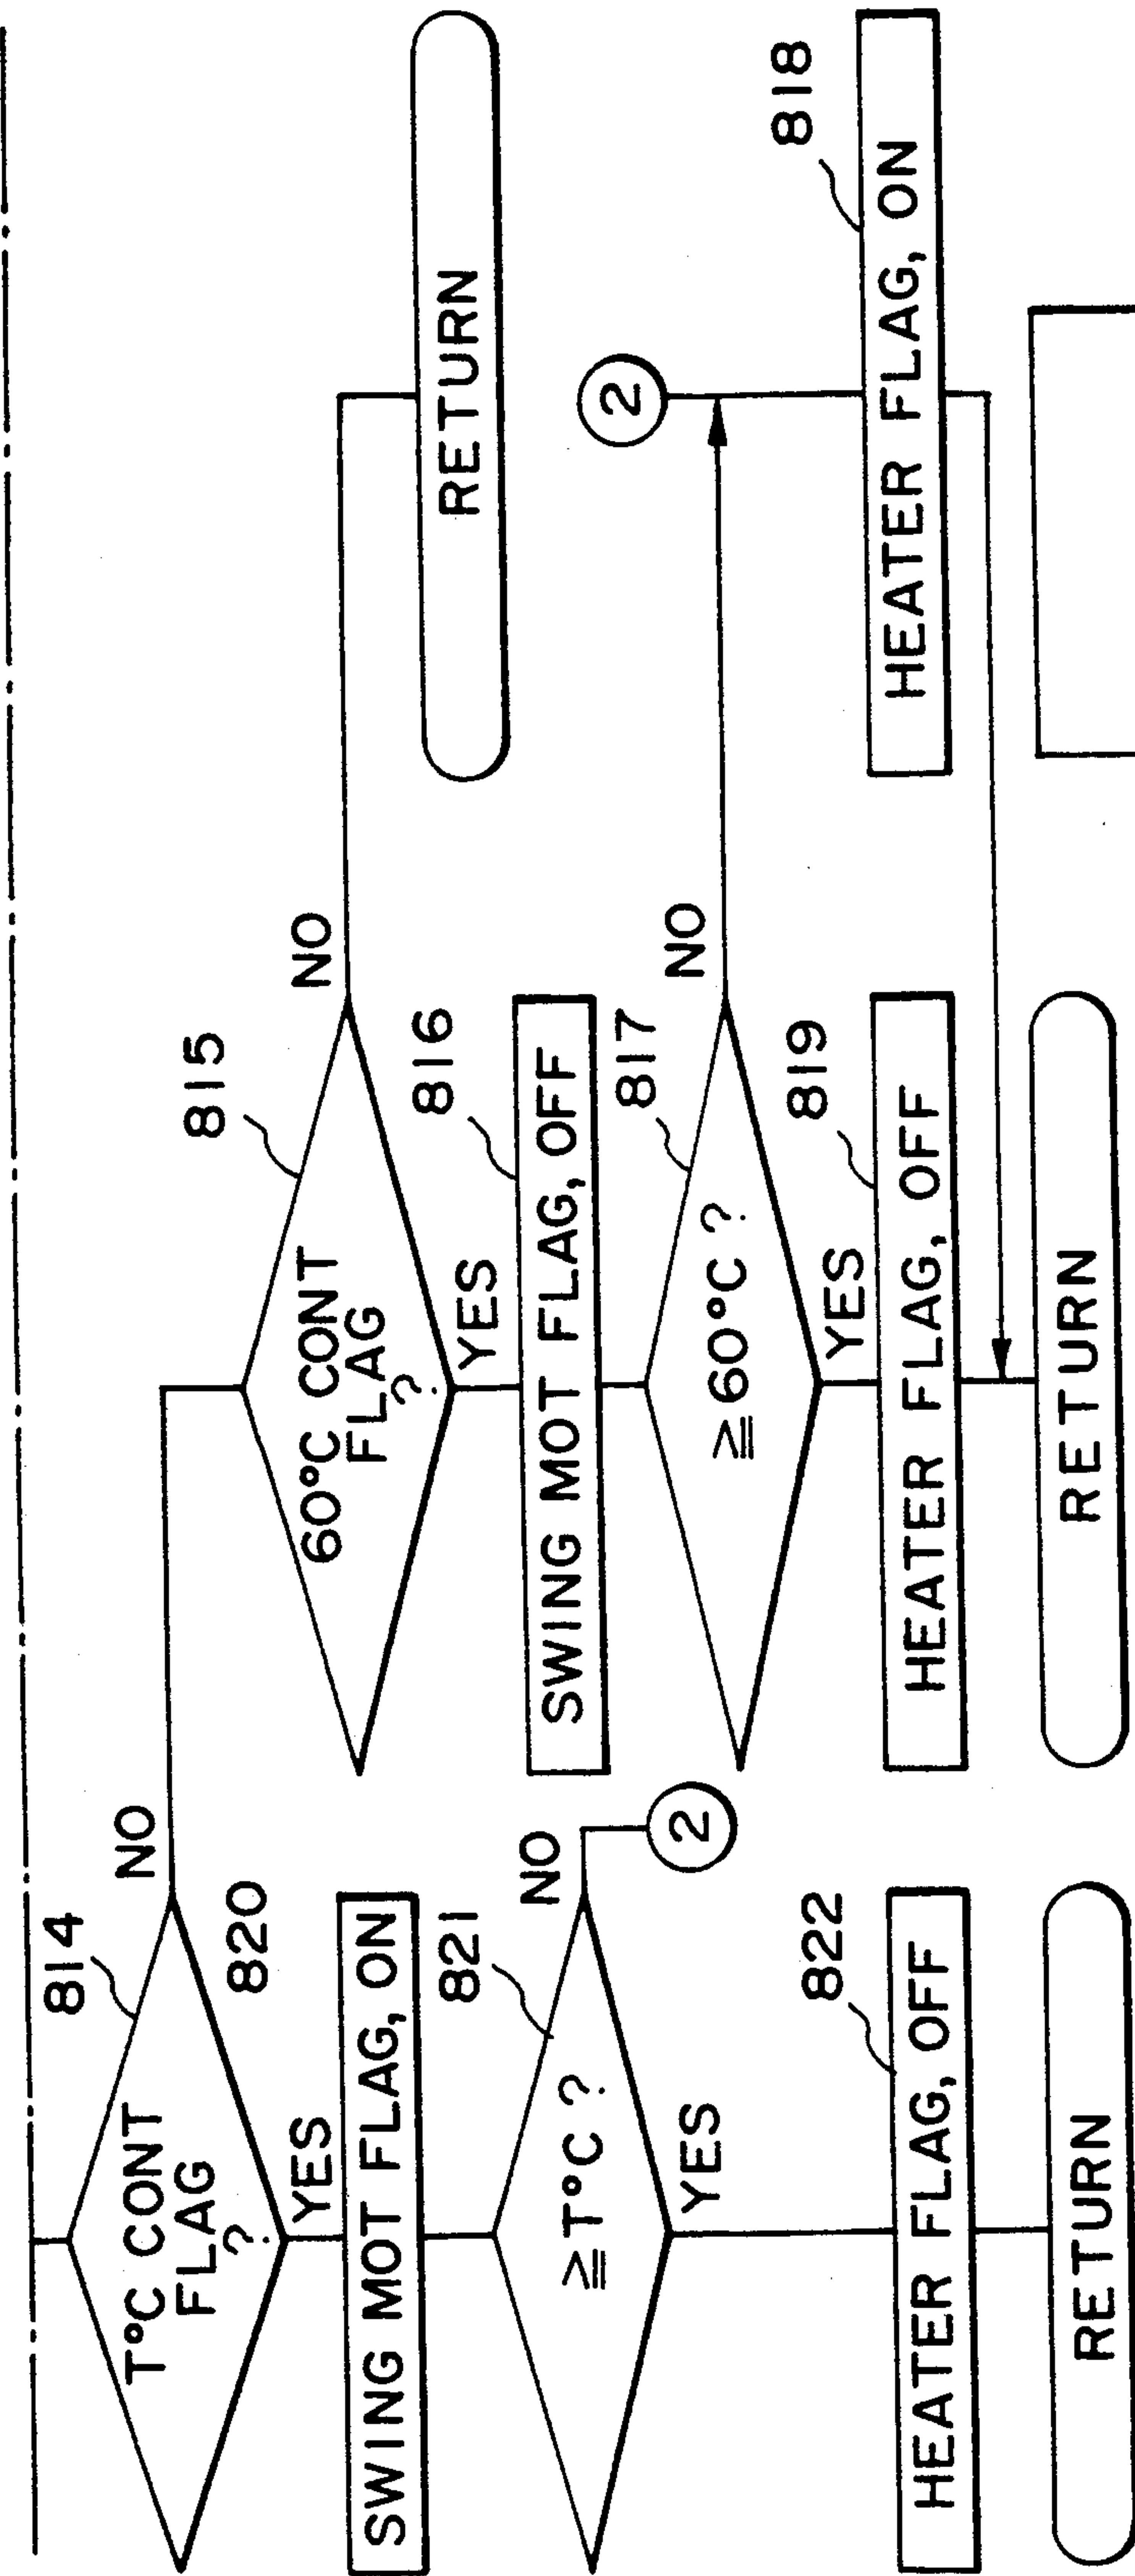 814
T°C CONT
FLAG
?
NO
YES
820
SWING MOT FLAG, ON
821
≧T°C ?
NO
2
YES
822
HEATER FLAG, OFF
RETURN
815
60°C CONT
FLAG
?
NO
YES
RETURN
816
SWING MOT FLAG, OFF
817
≧60°C ?
NO
YES
2
818
HEATER FLAG, ON
819
HEATER FLAG, OFF
RETURN